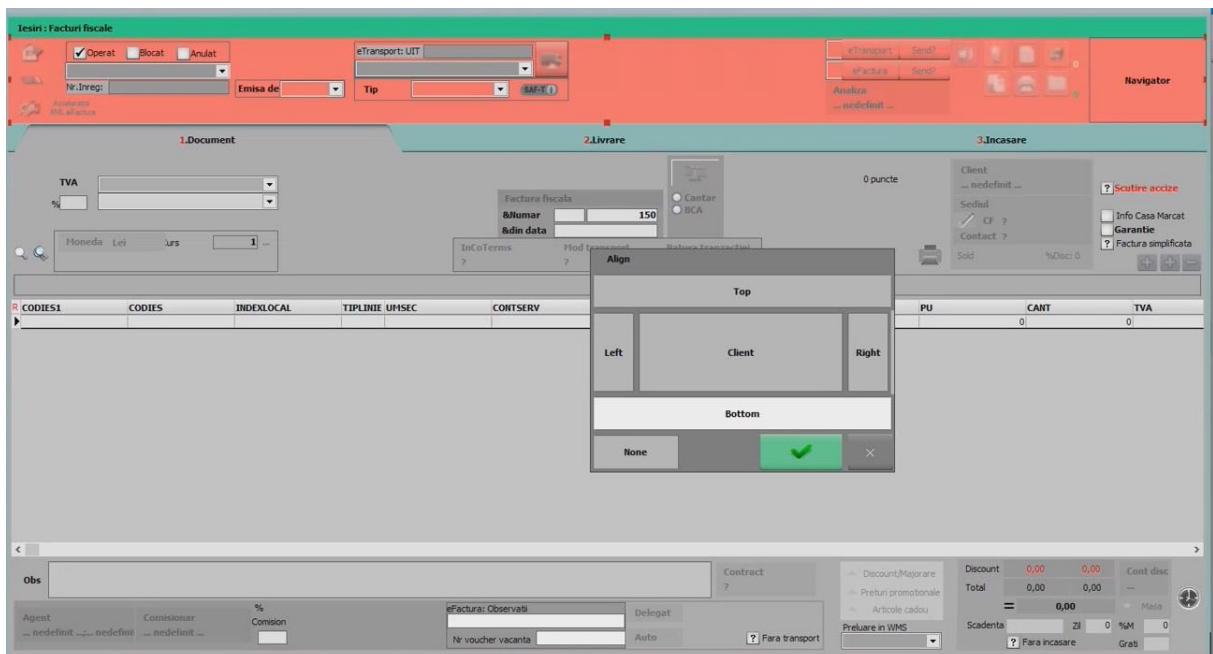 Iesiri : Facturi fiscale
Operat Blocat Anulat
eTransport: UIT
eTransport Send?
eFactura Send?
Nr.Inreg:
Emisa de
Tip
SAF-T
Analiza
... nedefinit ...
Navigator
1.Document
2.Livrare
3.Incasare
TVA
%
Factura fiscala
&Numar 150
&din data
Cantar
BCA
0 puncte
Client
... nedefinit ...
Sediul
CF ?
Contact ?
Sold %Disc: 0
? Scutire accize
Info Casa Marcat
Garantie
? Factura simplificata
Moneda Lei urs 1 ...
InCoTerms Mod transport Natura tranzactiei
? ?
R CODIES1 CODIES INDEXLOCAL TIPLINIE UMSEC CONTSERV PU CANT TVA
0 0
Align
Top
Left Client Right
Bottom
None
Obs
Contract
?
Discount/Majorare
Preturi promotionale
Articole cadou
Discount 0,00 0,00 Cont disc
Total 0,00 0,00 ...
= 0,00 Masa
Agent
... nedefinit ...
Comisionar
... nedefinit ...
%
Comision
eFactura: Observatii
Nr voucher vacanta
Delegat
Auto
? Fara transport
Preluare in WMS
Scadenta Zil 0 %M 0
? Fara incasare Grati